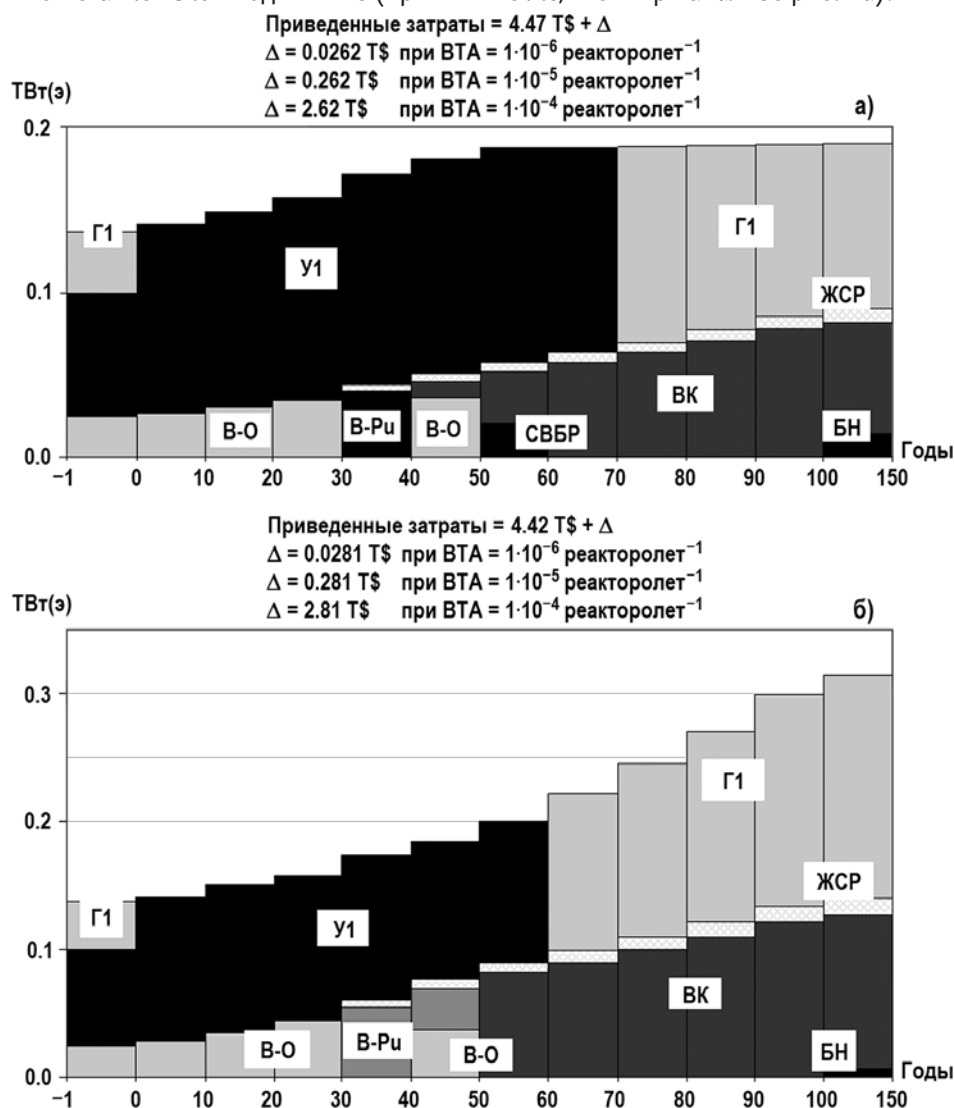 Приведенные затраты = 4.47 T$ + Δ
Δ = 0.0262 T$ при ВТА = 1·10⁻⁶ реакторолет⁻¹
Δ = 0.262 T$ при ВТА = 1·10⁻⁵ реакторолет⁻¹
Δ = 2.62 T$ при ВТА = 1·10⁻⁴ реакторолет⁻¹
ТВт(э)
а)
0.2
Г1
У1
Г1
0.1
ЖСР
ВК
В-О
В-Pu
В-О
СВБР
БН
0.0
Годы
−1 0 10 20 30 40 50 60 70 80 90 100 150
Приведенные затраты = 4.42 T$ + Δ
Δ = 0.0281 T$ при ВТА = 1·10⁻⁶ реакторолет⁻¹
Δ = 0.281 T$ при ВТА = 1·10⁻⁵ реакторолет⁻¹
Δ = 2.81 T$ при ВТА = 1·10⁻⁴ реакторолет⁻¹
ТВт(э)
б)
0.3
Г1
0.2
ЖСР
Г1
У1
0.1
ВК
В-О
В-Pu
В-О
БН
0.0
Годы
−1 0 10 20 30 40 50 60 70 80 90 100 150